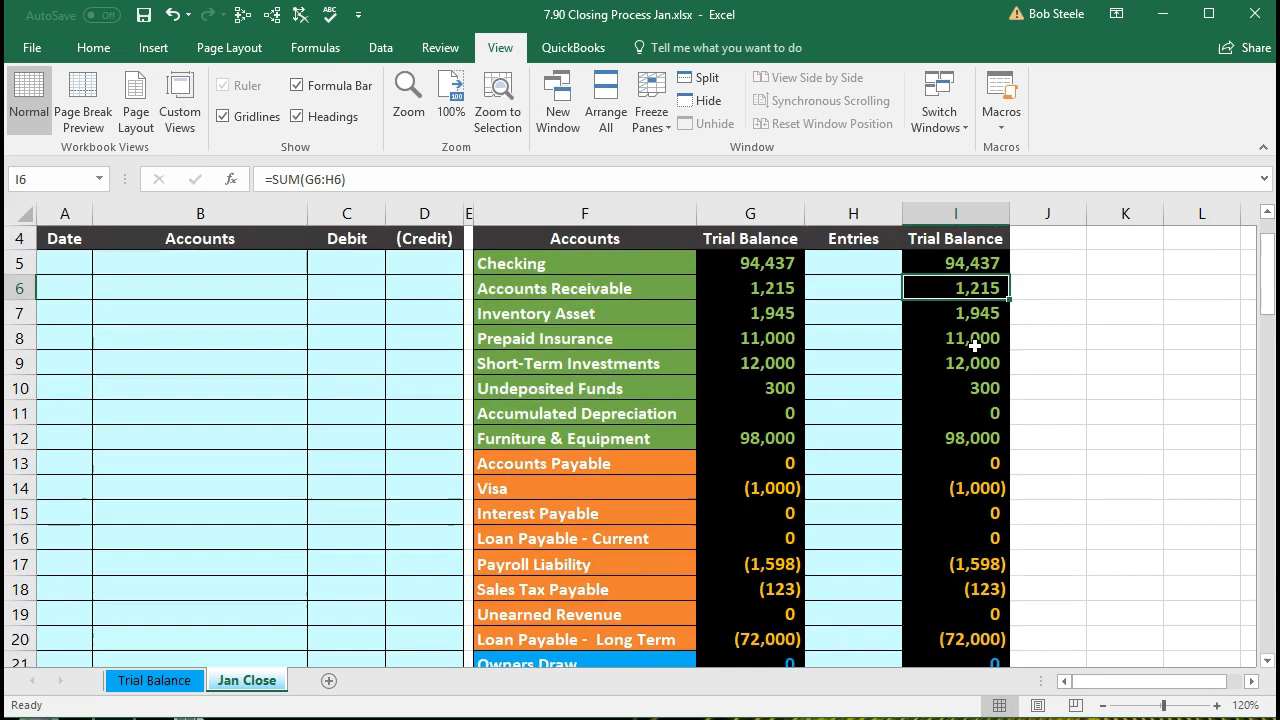 AutoSave Off 7.90 Closing Process Jan.xlsx - Excel Bob Steele
File Home Insert Page Layout Formulas Data Review View QuickBooks Tell me what you want to do Share
Normal Page Break Preview Page Layout Custom Views
Workbook Views
Ruler Formula Bar
Gridlines Headings
Show
Zoom 100% Zoom to Selection
Zoom
New Window Arrange All Freeze Panes
Split
Hide
Unhide
View Side by Side
Synchronous Scrolling
Reset Window Position
Switch Windows
Window
Macros
Macros
I6 fx =SUM(G6:H6)
A B C D E F G H I J K L
4 Date Accounts Debit (Credit) Accounts Trial Balance Entries Trial Balance
5 Checking 94,437 94,437
6 Accounts Receivable 1,215 1,215
7 Inventory Asset 1,945 1,945
8 Prepaid Insurance 11,000 11,000
9 Short-Term Investments 12,000 12,000
10 Undeposited Funds 300 300
11 Accumulated Depreciation 0 0
12 Furniture & Equipment 98,000 98,000
13 Accounts Payable 0 0
14 Visa (1,000) (1,000)
15 Interest Payable 0 0
16 Loan Payable - Current 0 0
17 Payroll Liability (1,598) (1,598)
18 Sales Tax Payable (123) (123)
19 Unearned Revenue 0 0
20 Loan Payable - Long Term (72,000) (72,000)
21 Owners Draw 0 0
Trial Balance Jan Close
Ready 120%